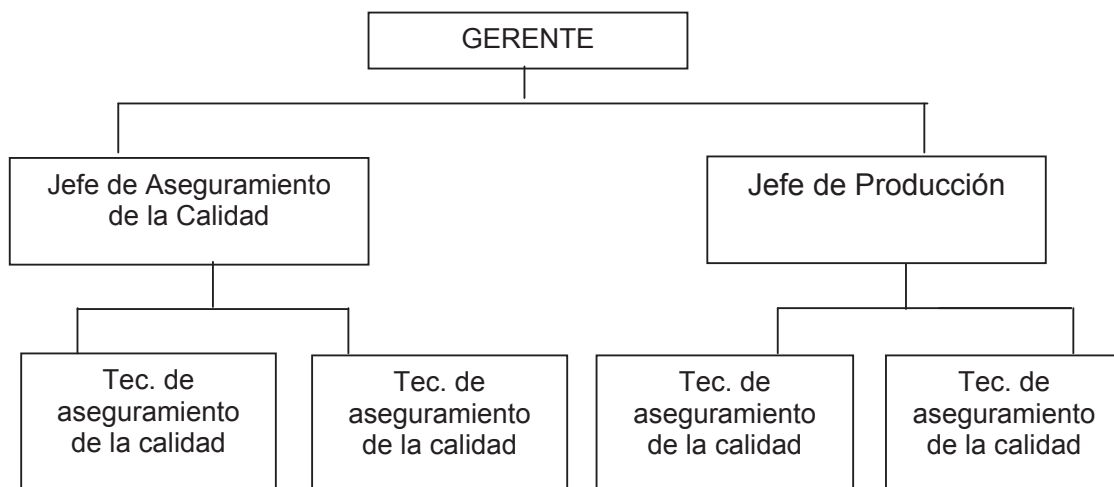 GERENTE
Jefe de Aseguramiento
de la Calidad
Jefe de Producción
Tec. de
aseguramiento
de la calidad
Tec. de
aseguramiento
de la calidad
Tec. de
aseguramiento
de la calidad
Tec. de
aseguramiento
de la calidad